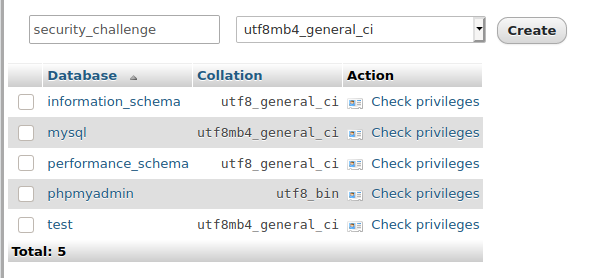 security_challenge utf8mb4_general_ci Create
Database Collation Action
information_schema utf8_general_ci Check privileges
mysql utf8mb4_general_ci Check privileges
performance_schema utf8_general_ci Check privileges
phpmyadmin utf8_bin Check privileges
test utf8mb4_general_ci Check privileges
Total: 5